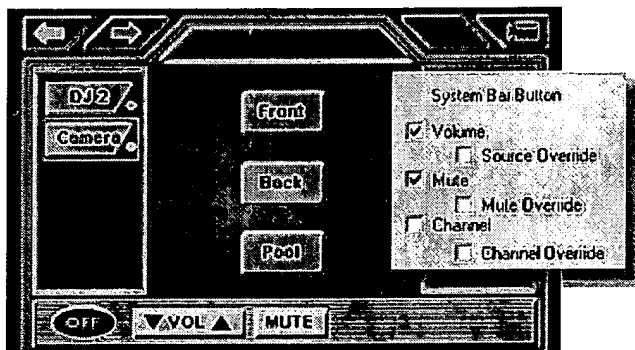 DJ 2
Camera
Front
Back
Pool
System Bar Button
Volume
Source Override
Mute
Mute Override
Channel
Channel Override
OFF
VOL
MUTE